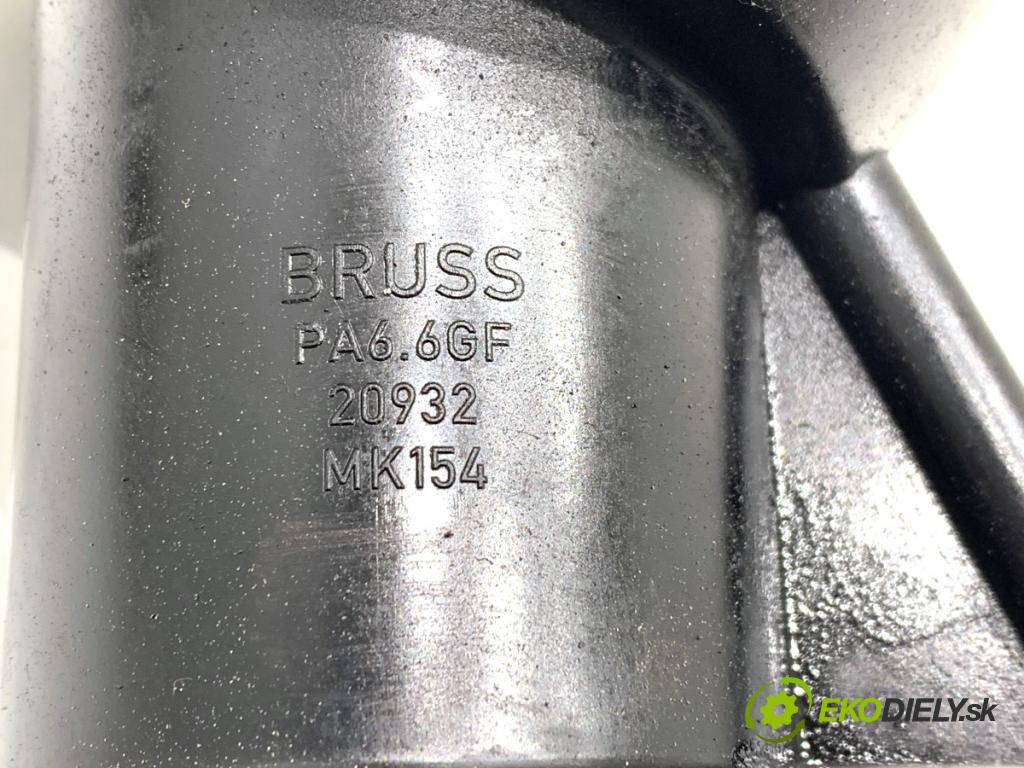 BRUSS
PA6.6GF
20932
MK154
EKODIELY.sk